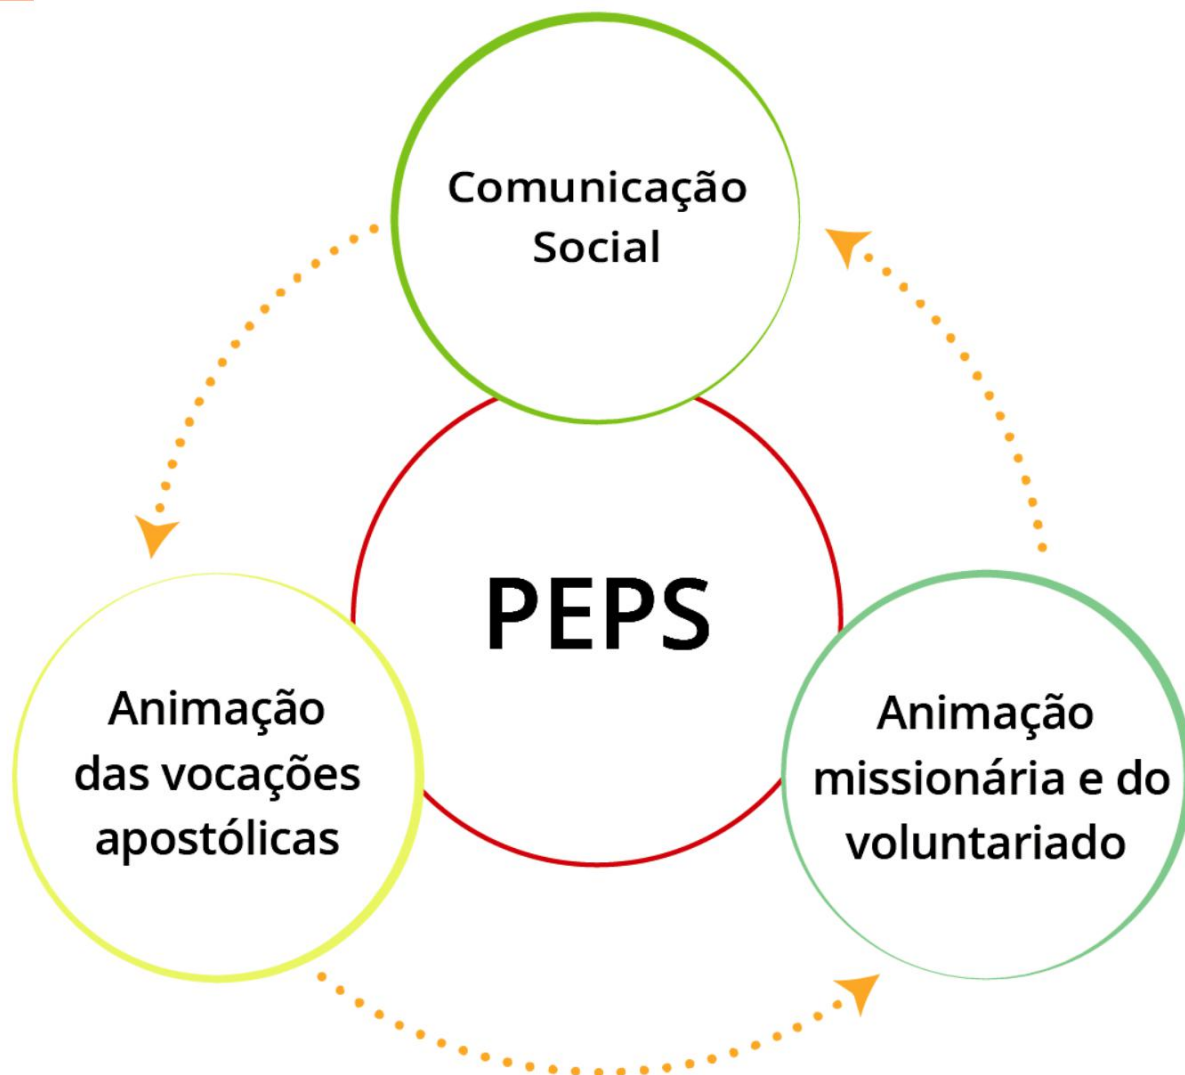 Comunicação
Social
PEPS
Animação
das vocações
apostólicas
Animação
missionária e do
voluntariado